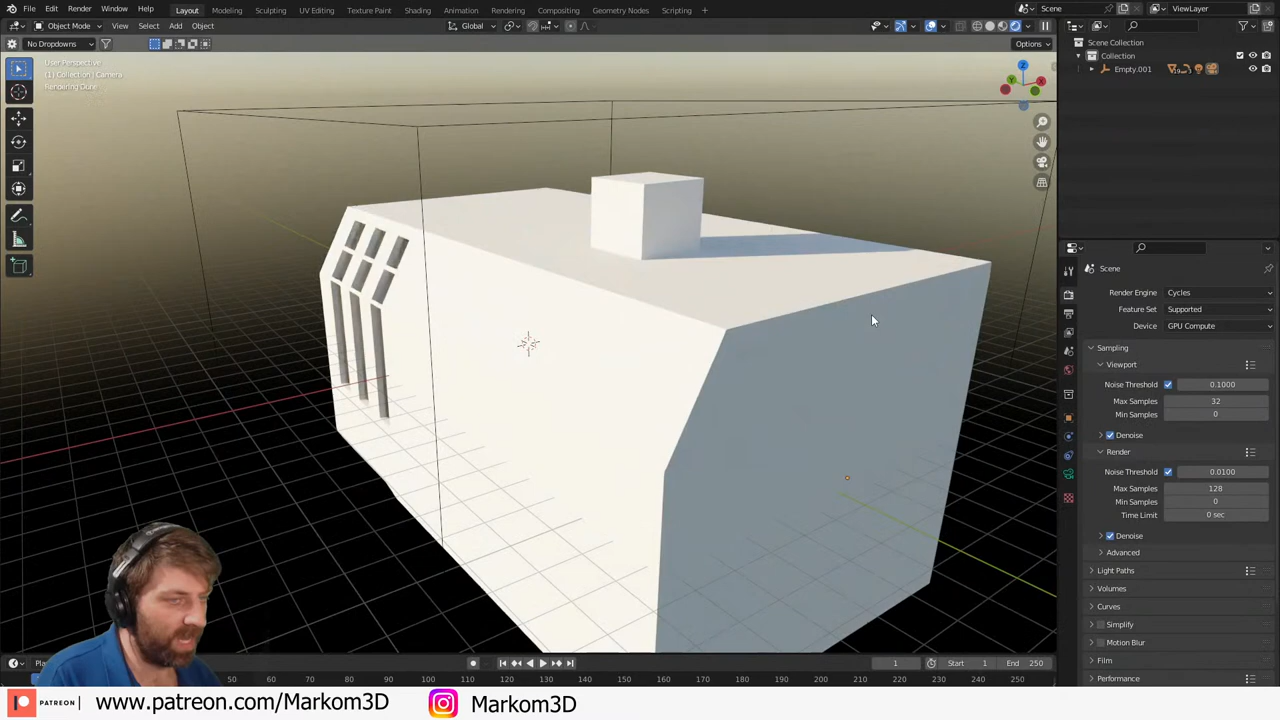 File Edit Render Window Help Layout Modeling Sculpting UV Editing Texture Paint Shading Animation Rendering Compositing Geometry Nodes Scripting + Scene ViewLayer
Object Mode View Select Add Object Global
No Dropdowns Options
User Perspective
(1) Collection | Camera
Rendering Done
Z
X
Y
Scene Collection
Collection
Empty.001
Scene
Render Engine Cycles
Feature Set Supported
Device GPU Compute
Sampling
Viewport
Noise Threshold 0.1000
Max Samples 32
Min Samples 0
Denoise
Render
Noise Threshold 0.0100
Max Samples 128
Min Samples 0
Time Limit 0 sec
Denoise
Advanced
Light Paths
Volumes
Curves
Simplify
Motion Blur
Film
Performance
1 Start 1 End 250
50 60 70 80 90 100 110 120 130 140 150 160 170 180 190 200 210 220 230 240 250
PATREON www.patreon.com/Markom3D Markom3D